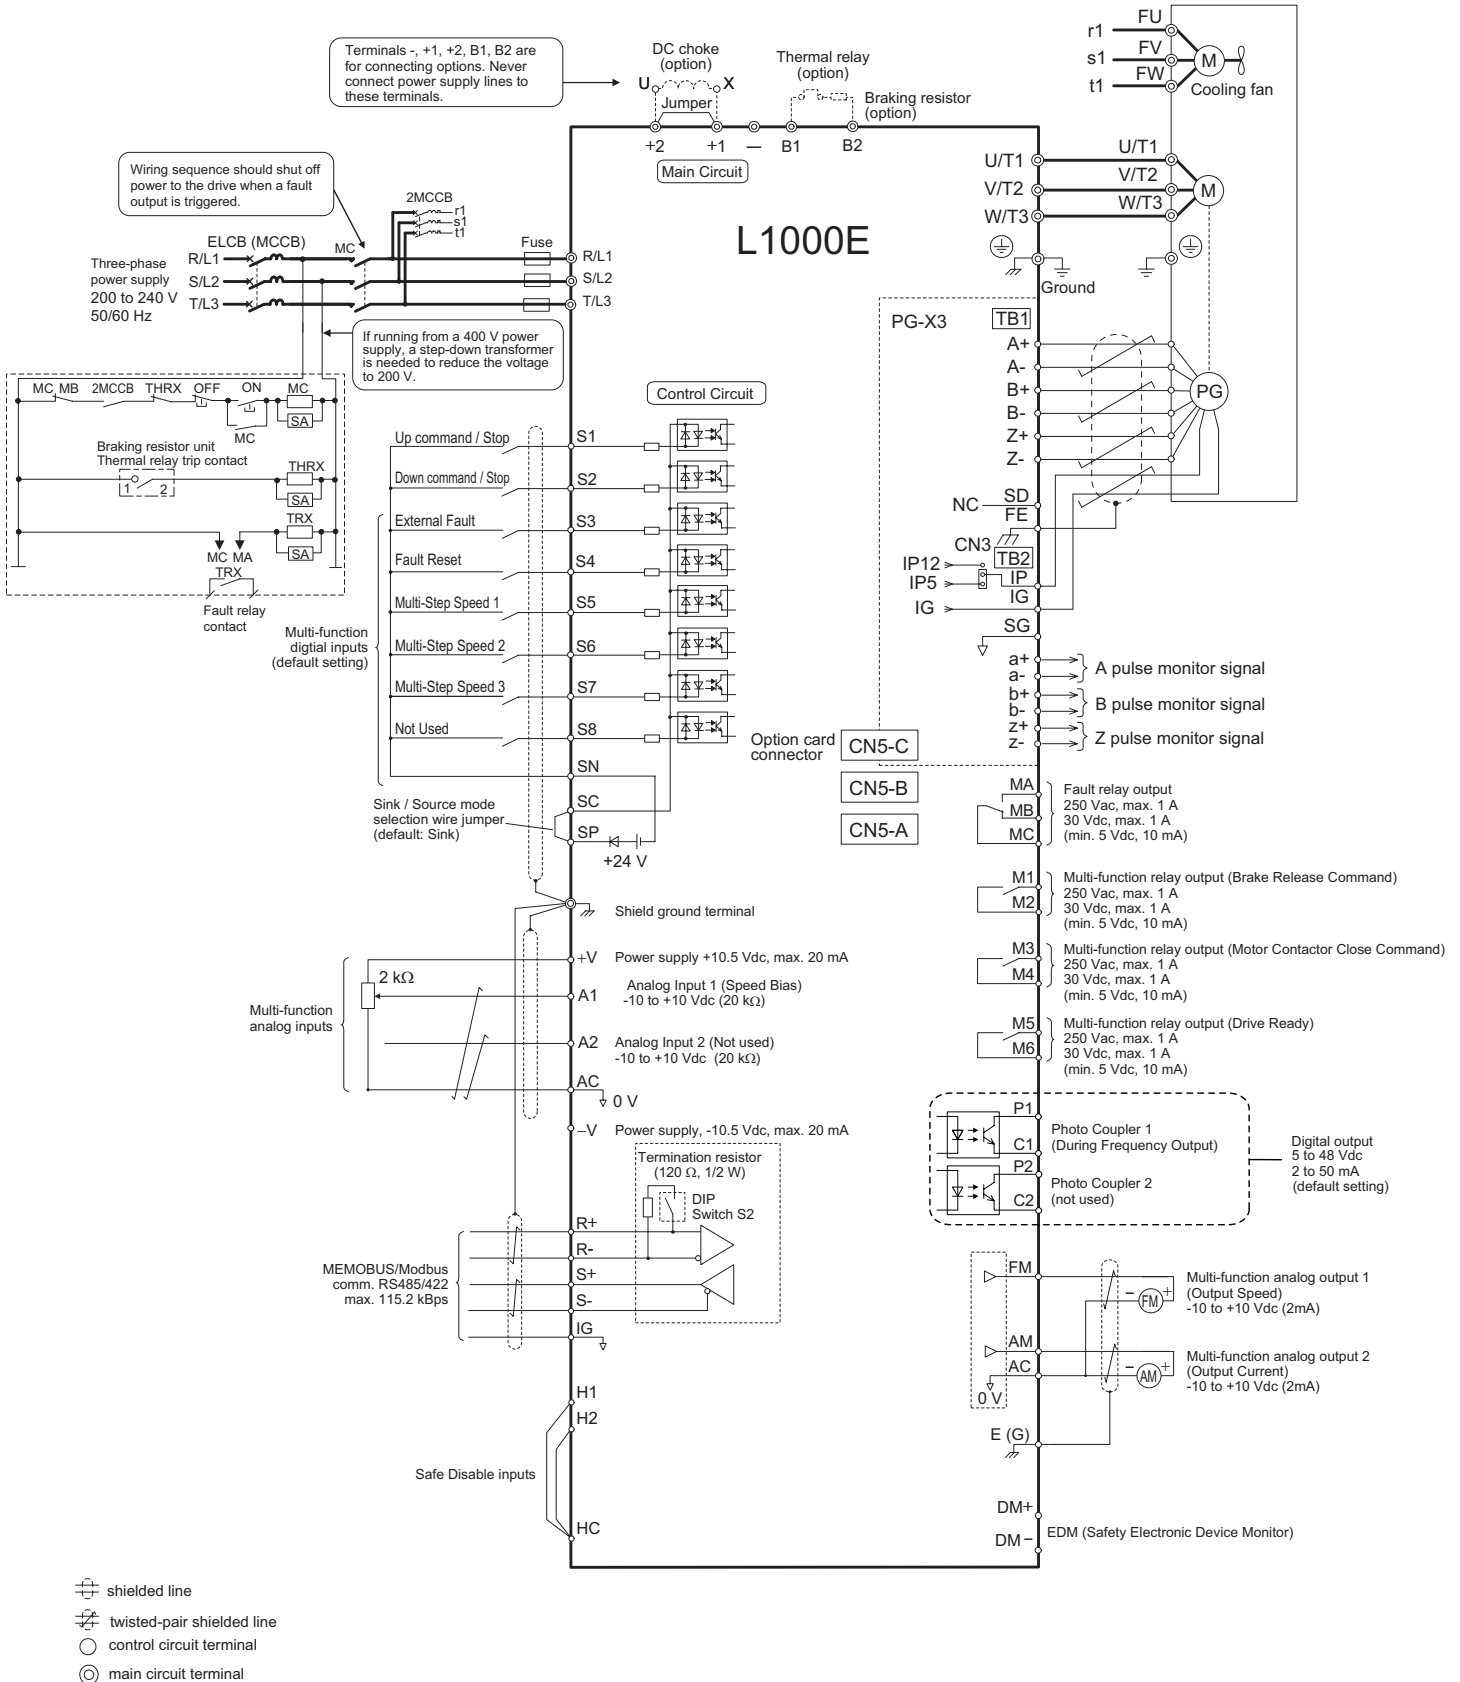 Terminals -, +1, +2, B1, B2 are
for connecting options. Never
connect power supply lines to
these terminals.
DC choke
(option)
U
X
Jumper
Thermal relay
(option)
Braking resistor
(option)
+2
+1
—
B1
B2
Main Circuit
r1
FU
s1
FV
t1
FW
M
Cooling fan
Wiring sequence should shut off
power to the drive when a fault
output is triggered.
2MCCB
r1
s1
t1
ELCB (MCCB)
MC
Fuse
Three-phase
power supply
200 to 240 V
50/60 Hz
R/L1
S/L2
T/L3
R/L1
S/L2
T/L3
L1000E
U/T1
V/T2
W/T3
U/T1
V/T2
W/T3
M
Ground
If running from a 400 V power
supply, a step-down transformer
is needed to reduce the voltage
to 200 V.
MC MB
2MCCB
THRX
OFF
ON
MC
SA
MC
Braking resistor unit
Thermal relay trip contact
1
2
THRX
SA
TRX
SA
MC MA
TRX
Fault relay
contact
Control Circuit
Up command / Stop
S1
Down command / Stop
S2
External Fault
S3
Fault Reset
S4
Multi-Step Speed 1
S5
Multi-Step Speed 2
S6
Multi-Step Speed 3
S7
Not Used
S8
Multi-function
digtial inputs
(default setting)
SN
SC
SP
+24 V
Sink / Source mode
selection wire jumper
(default: Sink)
PG-X3
TB1
A+
A-
B+
B-
Z+
Z-
PG
NC
SD
FE
CN3
TB2
IP12
IP5
IP
IG
IG
SG
a+
a-
A pulse monitor signal
b+
b-
B pulse monitor signal
z+
z-
Z pulse monitor signal
Option card
connector
CN5-C
CN5-B
CN5-A
MA
MB
MC
Fault relay output
250 Vac, max. 1 A
30 Vdc, max. 1 A
(min. 5 Vdc, 10 mA)
M1
M2
Multi-function relay output (Brake Release Command)
250 Vac, max. 1 A
30 Vdc, max. 1 A
(min. 5 Vdc, 10 mA)
M3
M4
Multi-function relay output (Motor Contactor Close Command)
250 Vac, max. 1 A
30 Vdc, max. 1 A
(min. 5 Vdc, 10 mA)
M5
M6
Multi-function relay output (Drive Ready)
250 Vac, max. 1 A
30 Vdc, max. 1 A
(min. 5 Vdc, 10 mA)
Shield ground terminal
Multi-function
analog inputs
2 kΩ
+V
Power supply +10.5 Vdc, max. 20 mA
A1
Analog Input 1 (Speed Bias)
-10 to +10 Vdc (20 kΩ)
A2
Analog Input 2 (Not used)
-10 to +10 Vdc (20 kΩ)
AC
0 V
–V
Power supply, -10.5 Vdc, max. 20 mA
P1
C1
Photo Coupler 1
(During Frequency Output)
P2
C2
Photo Coupler 2
(not used)
Digital output
5 to 48 Vdc
2 to 50 mA
(default setting)
Termination resistor
(120 Ω, 1/2 W)
DIP
Switch S2
MEMOBUS/Modbus
comm. RS485/422
max. 115.2 kBps
R+
R-
S+
S-
IG
FM
– FM +
Multi-function analog output 1
(Output Speed)
-10 to +10 Vdc (2mA)
AM
AC
0 V
– AM +
Multi-function analog output 2
(Output Current)
-10 to +10 Vdc (2mA)
E (G)
H1
H2
Safe Disable inputs
HC
DM+
DM –
EDM (Safety Electronic Device Monitor)
shielded line
twisted-pair shielded line
control circuit terminal
main circuit terminal